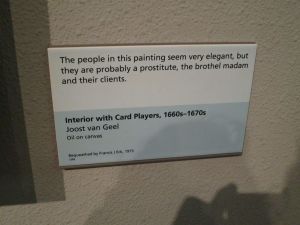 The people in this painting seem very elegant, but
they are probably a prostitute, the brothel madam
and their clients.
Interior with Card Players, 1660s–1670s
Joost van Geel
Oil on canvas
Bequeathed by Francis J Erk, 1975